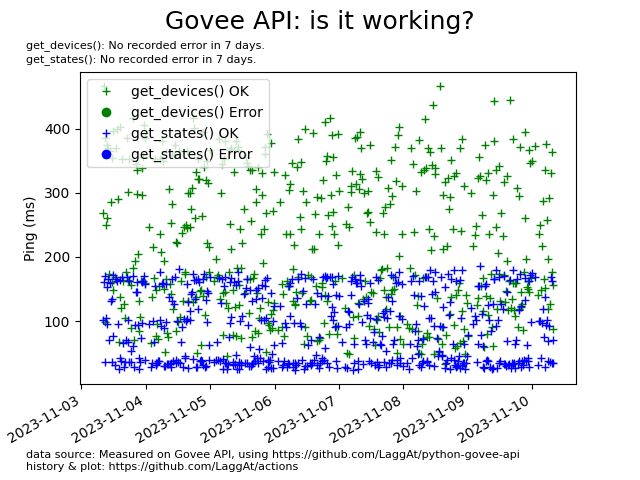 Govee API: is it working?
get_devices(): No recorded error in 7 days.
get_states(): No recorded error in 7 days.
get_devices() OK
get_devices() Error
get_states() OK
get_states() Error
Ping (ms)
400
300
200
100
2023-11-03
2023-11-04
2023-11-05
2023-11-06
2023-11-07
2023-11-08
2023-11-09
2023-11-10
data source: Measured on Govee API, using https://github.com/LaggAt/python-govee-api
history & plot: https://github.com/LaggAt/actions